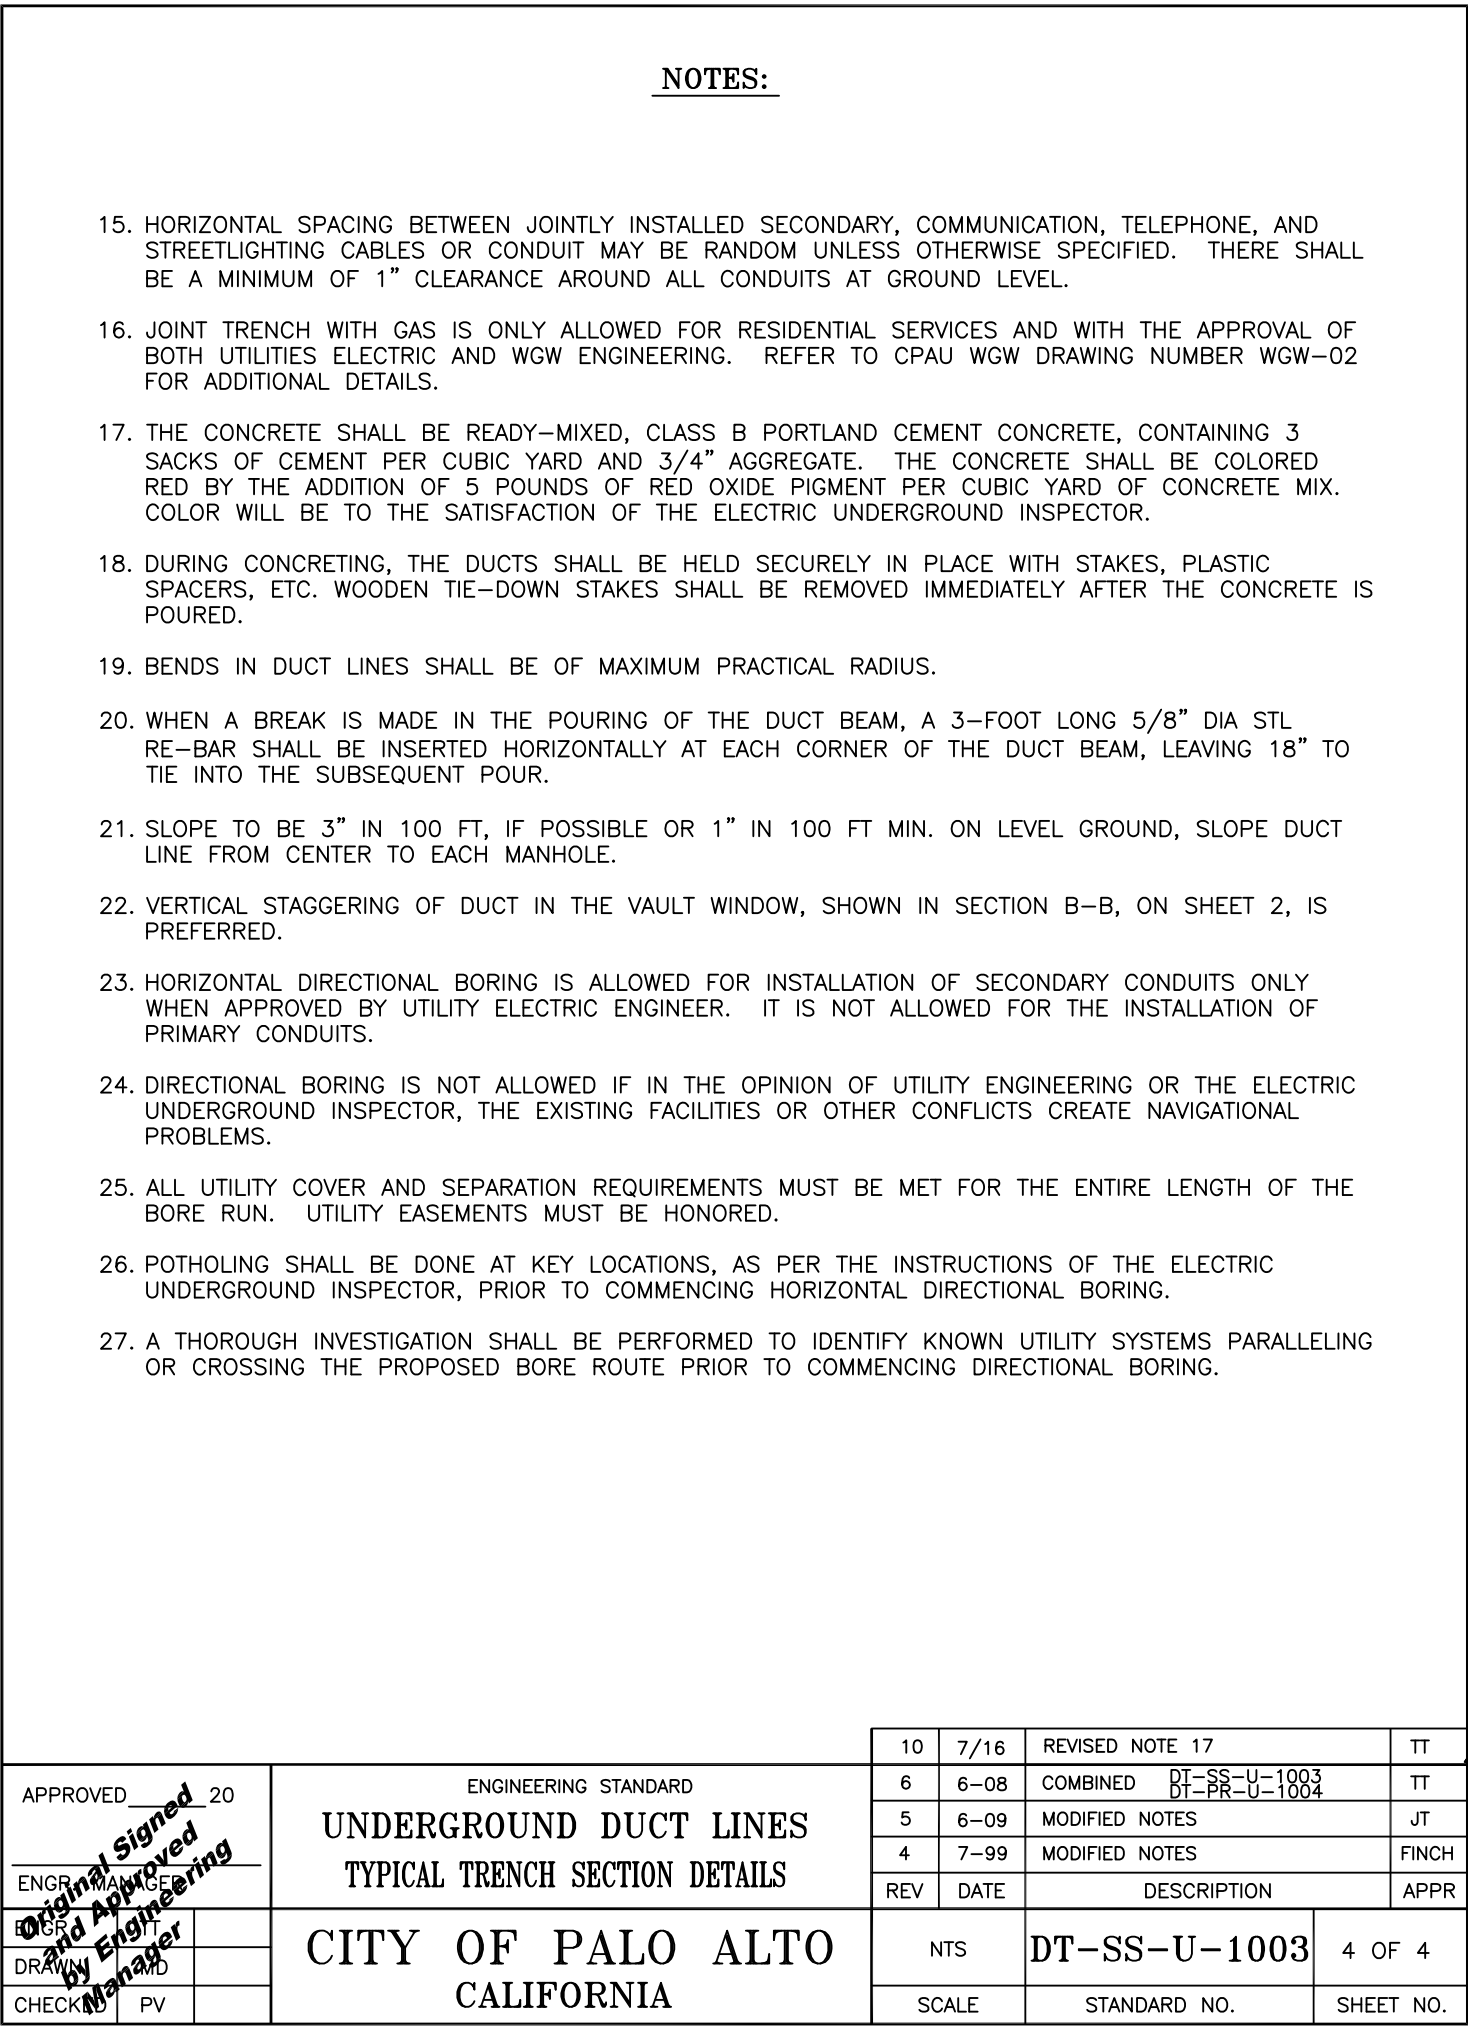 NOTES:
15. HORIZONTAL SPACING BETWEEN JOINTLY INSTALLED SECONDARY, COMMUNICATION, TELEPHONE, AND
STREETLIGHTING CABLES OR CONDUIT MAY BE RANDOM UNLESS OTHERWISE SPECIFIED. THERE SHALL
BE A MINIMUM OF 1" CLEARANCE AROUND ALL CONDUITS AT GROUND LEVEL.
16. JOINT TRENCH WITH GAS IS ONLY ALLOWED FOR RESIDENTIAL SERVICES AND WITH THE APPROVAL OF
BOTH UTILITIES ELECTRIC AND WGW ENGINEERING. REFER TO CPAU WGW DRAWING NUMBER WGW-02
FOR ADDITIONAL DETAILS.
17. THE CONCRETE SHALL BE READY-MIXED, CLASS B PORTLAND CEMENT CONCRETE, CONTAINING 3
SACKS OF CEMENT PER CUBIC YARD AND 3/4" AGGREGATE. THE CONCRETE SHALL BE COLORED
RED BY THE ADDITION OF 5 POUNDS OF RED OXIDE PIGMENT PER CUBIC YARD OF CONCRETE MIX.
COLOR WILL BE TO THE SATISFACTION OF THE ELECTRIC UNDERGROUND INSPECTOR.
18. DURING CONCRETING, THE DUCTS SHALL BE HELD SECURELY IN PLACE WITH STAKES, PLASTIC
SPACERS, ETC. WOODEN TIE-DOWN STAKES SHALL BE REMOVED IMMEDIATELY AFTER THE CONCRETE IS
POURED.
19. BENDS IN DUCT LINES SHALL BE OF MAXIMUM PRACTICAL RADIUS.
20. WHEN A BREAK IS MADE IN THE POURING OF THE DUCT BEAM, A 3-FOOT LONG 5/8" DIA STL
RE-BAR SHALL BE INSERTED HORIZONTALLY AT EACH CORNER OF THE DUCT BEAM, LEAVING 18" TO
TIE INTO THE SUBSEQUENT POUR.
21. SLOPE TO BE 3" IN 100 FT, IF POSSIBLE OR 1" IN 100 FT MIN. ON LEVEL GROUND, SLOPE DUCT
LINE FROM CENTER TO EACH MANHOLE.
22. VERTICAL STAGGERING OF DUCT IN THE VAULT WINDOW, SHOWN IN SECTION B-B, ON SHEET 2, IS
PREFERRED.
23. HORIZONTAL DIRECTIONAL BORING IS ALLOWED FOR INSTALLATION OF SECONDARY CONDUITS ONLY
WHEN APPROVED BY UTILITY ELECTRIC ENGINEER. IT IS NOT ALLOWED FOR THE INSTALLATION OF
PRIMARY CONDUITS.
24. DIRECTIONAL BORING IS NOT ALLOWED IF IN THE OPINION OF UTILITY ENGINEERING OR THE ELECTRIC
UNDERGROUND INSPECTOR, THE EXISTING FACILITIES OR OTHER CONFLICTS CREATE NAVIGATIONAL
PROBLEMS.
25. ALL UTILITY COVER AND SEPARATION REQUIREMENTS MUST BE MET FOR THE ENTIRE LENGTH OF THE
BORE RUN. UTILITY EASEMENTS MUST BE HONORED.
26. POTHOLING SHALL BE DONE AT KEY LOCATIONS, AS PER THE INSTRUCTIONS OF THE ELECTRIC
UNDERGROUND INSPECTOR, PRIOR TO COMMENCING HORIZONTAL DIRECTIONAL BORING.
27. A THOROUGH INVESTIGATION SHALL BE PERFORMED TO IDENTIFY KNOWN UTILITY SYSTEMS PARALLELING
OR CROSSING THE PROPOSED BORE ROUTE PRIOR TO COMMENCING DIRECTIONAL BORING.
APPROVED______20
ENGR. MANAGER
ENGR TT
DRAWN MD
CHECKED PV
Original Signed
and Approved
by Engineering
Manager
ENGINEERING STANDARD
UNDERGROUND DUCT LINES
TYPICAL TRENCH SECTION DETAILS
CITY OF PALO ALTO
CALIFORNIA
10 7/16 REVISED NOTE 17 TT
6 6-08 COMBINED DT-SS-U-1003 TT
DT-PR-U-1004
5 6-09 MODIFIED NOTES JT
4 7-99 MODIFIED NOTES FINCH
REV DATE DESCRIPTION APPR
NTS DT-SS-U-1003 4 OF 4
SCALE STANDARD NO. SHEET NO.